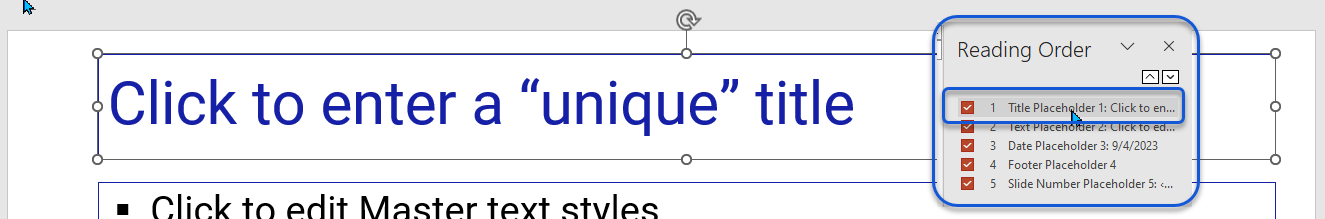 Click to enter a “unique” title
▪ Click to edit Master text styles
Reading Order
1 Title Placeholder 1: Click to en...
2 Text Placeholder 2: Click to ed...
3 Date Placeholder 3: 9/4/2023
4 Footer Placeholder 4
5 Slide Number Placeholder 5: ‹...